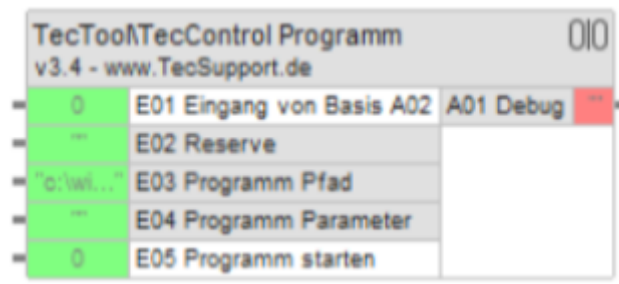 TecTool\TecControl Programm 0|0
v3.4 - www.TecSupport.de
0 E01 Eingang von Basis A02 A01 Debug ""
"" E02 Reserve
"c:\wi..." E03 Programm Pfad
"" E04 Programm Parameter
0 E05 Programm starten